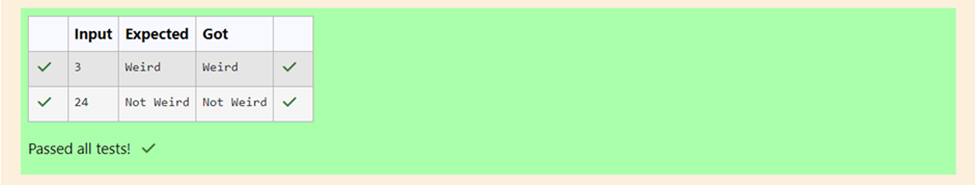 Input Expected Got
3 Weird Weird
24 Not Weird Not Weird
Passed all tests!